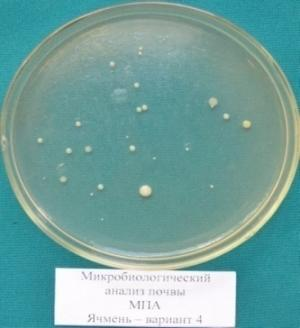 Микробиологический
анализ почвы
МПА
Ячмень – вариант 4